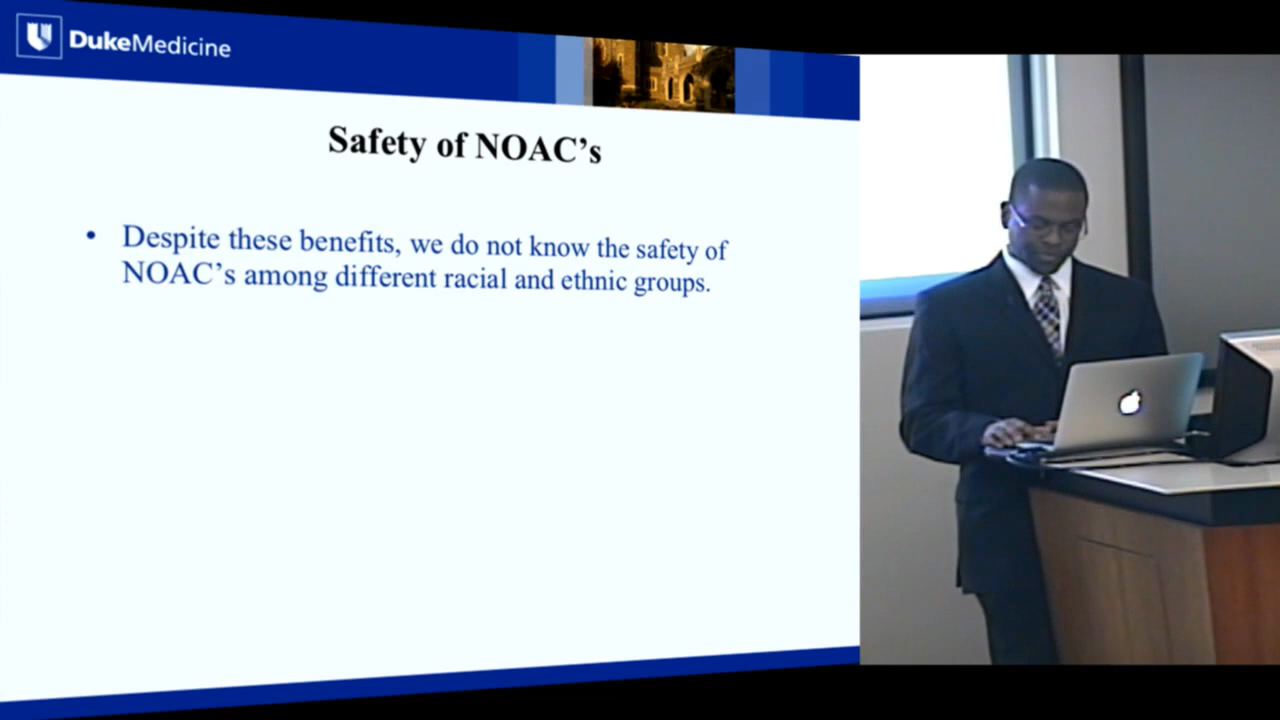 DukeMedicine
Safety of NOAC’s
• Despite these benefits, we do not know the safety of
NOAC’s among different racial and ethnic groups.